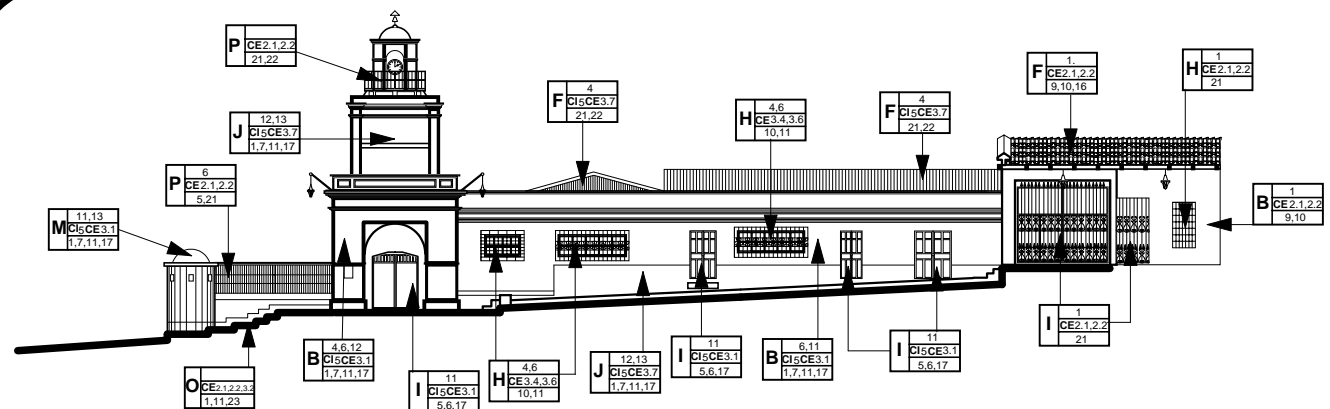 P
CE2.1,2.2
21,22
J
12,13
CI5CE3.7
1,7,11,17
P
6
CE2.1,2.2
5,21
M
11,13
CI5CE3.1
1,7,11,17
F
4
CI5CE3.7
21,22
H
4,6
CE3.4,3.6
10,11
F
4
CI5CE3.7
21,22
F
1.
CE2.1,2.2
9,10,16
H
1
CE2.1,2.2
21
B
1
CE2.1,2.2
9,10
O
CE2.1,2.2,3.2
1,11,23
B
4,6,12
CI5CE3.1
1,7,11,17
I
11
CI5CE3.1
5,6,17
H
4,6
CE3.4,3.6
10,11
J
12,13
CI5CE3.7
1,7,11,17
I
11
CI5CE3.1
5,6,17
B
6,11
CI5CE3.1
1,7,11,17
I
11
CI5CE3.1
5,6,17
I
1
CE2.1,2.2
21